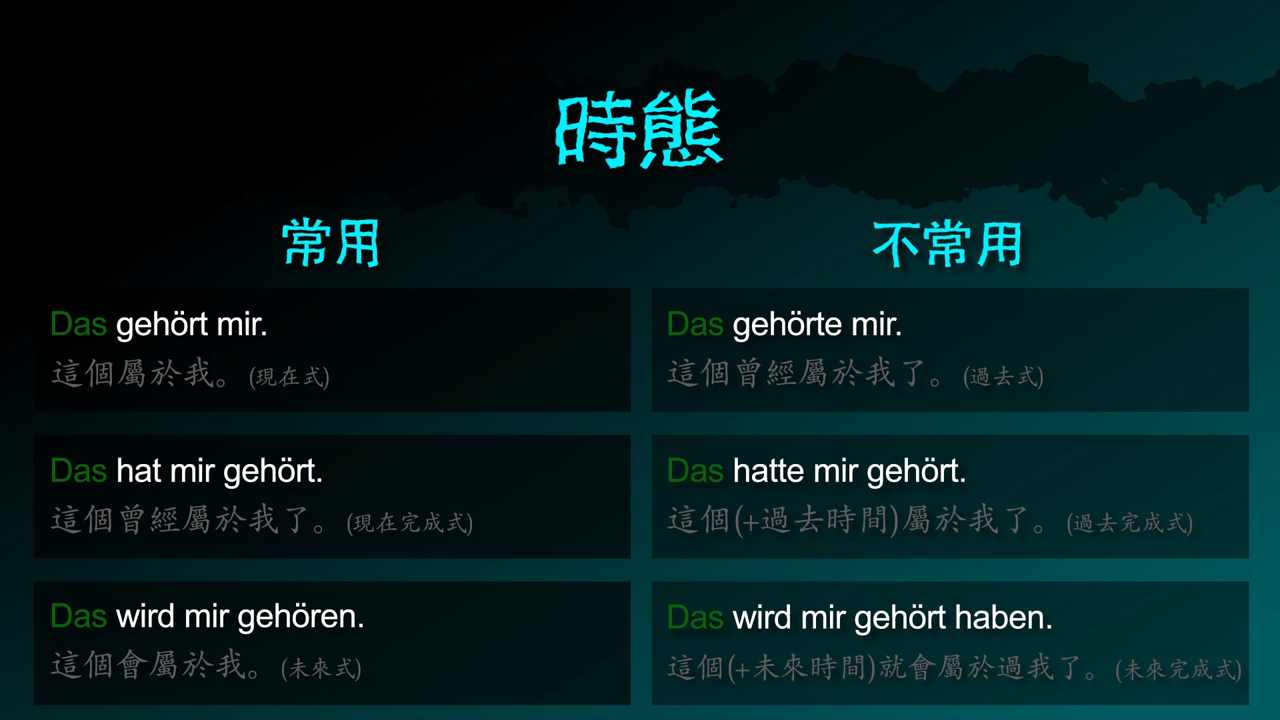 時態
常用
Das gehört mir.
這個屬於我。(現在式)
Das hat mir gehört.
這個曾經屬於我了。(現在完成式)
Das wird mir gehören.
這個會屬於我。(未來式)
不常用
Das gehörte mir.
這個曾經屬於我了。(過去式)
Das hatte mir gehört.
這個(+過去時間)屬於我了。(過去完成式)
Das wird mir gehört haben.
這個(+未來時間)就會屬於過我了。(未來完成式)